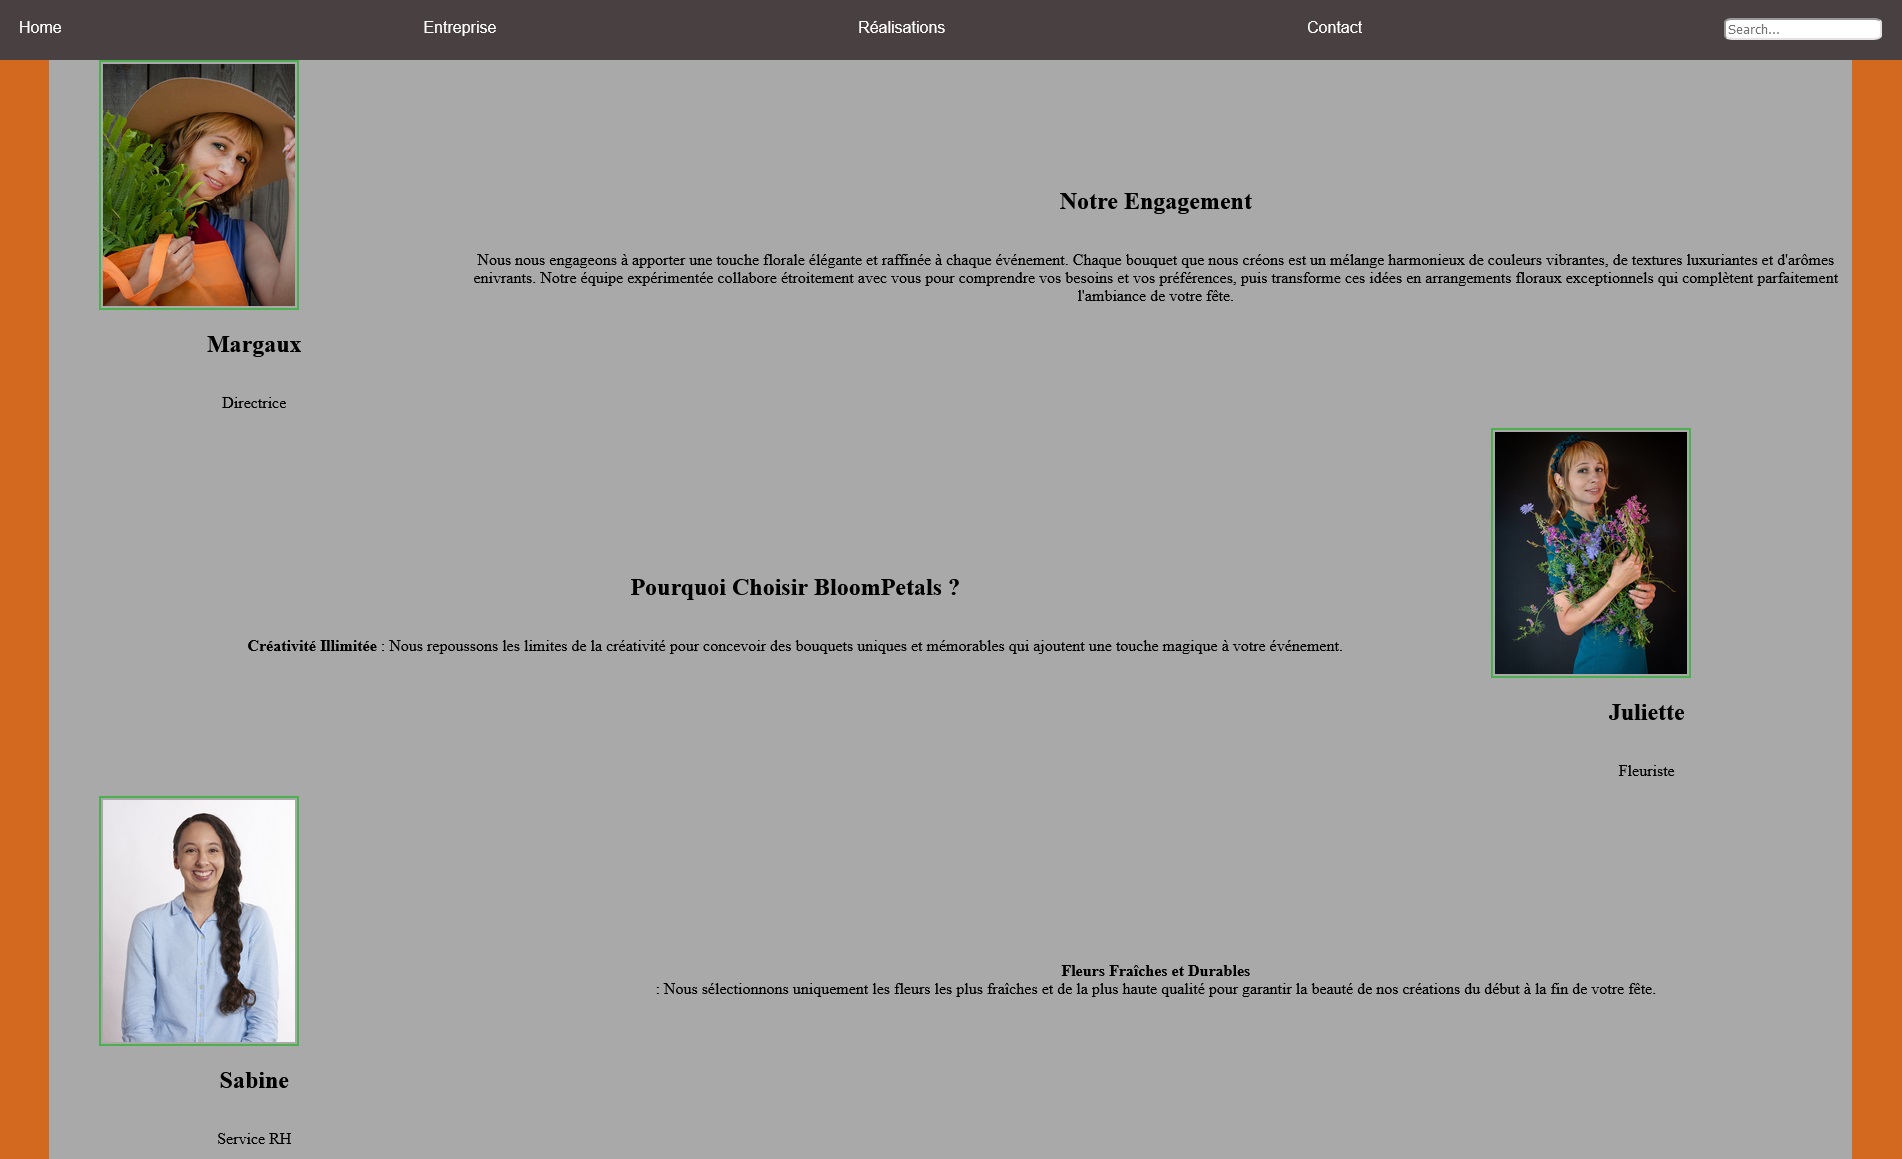 Home
Entreprise
Réalisations
Contact
Search...
Notre Engagement
Nous nous engageons à apporter une touche florale élégante et raffinée à chaque événement. Chaque bouquet que nous créons est un mélange harmonieux de couleurs vibrantes, de textures luxuriantes et d'arômes
enivrants. Notre équipe expérimentée collabore étroitement avec vous pour comprendre vos besoins et vos préférences, puis transforme ces idées en arrangements floraux exceptionnels qui complètent parfaitement
l'ambiance de votre fête.
Margaux
Directrice
Pourquoi Choisir BloomPetals ?
Créativité Illimitée : Nous repoussons les limites de la créativité pour concevoir des bouquets uniques et mémorables qui ajoutent une touche magique à votre événement.
Juliette
Fleuriste
Fleurs Fraîches et Durables
: Nous sélectionnons uniquement les fleurs les plus fraîches et de la plus haute qualité pour garantir la beauté de nos créations du début à la fin de votre fête.
Sabine
Service RH